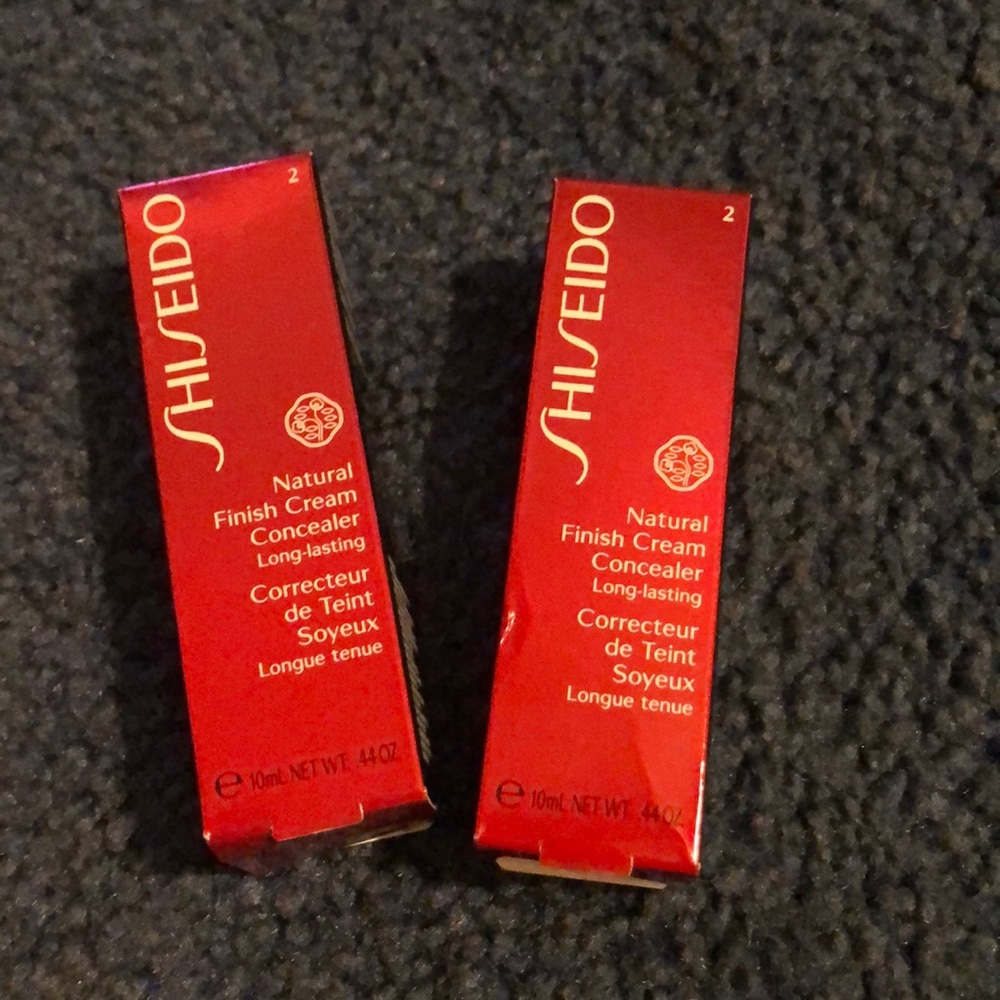 2
SHISEIDO
Natural
Finish Cream
Concealer
Long-lasting
Correcteur
de Teint
Soyeux
Longue tenue
e 10mL NET WT. .44 OZ.
2
SHISEIDO
Natural
Finish Cream
Concealer
Long-lasting
Correcteur
de Teint
Soyeux
Longue tenue
e 10mL NET WT. .44 OZ.